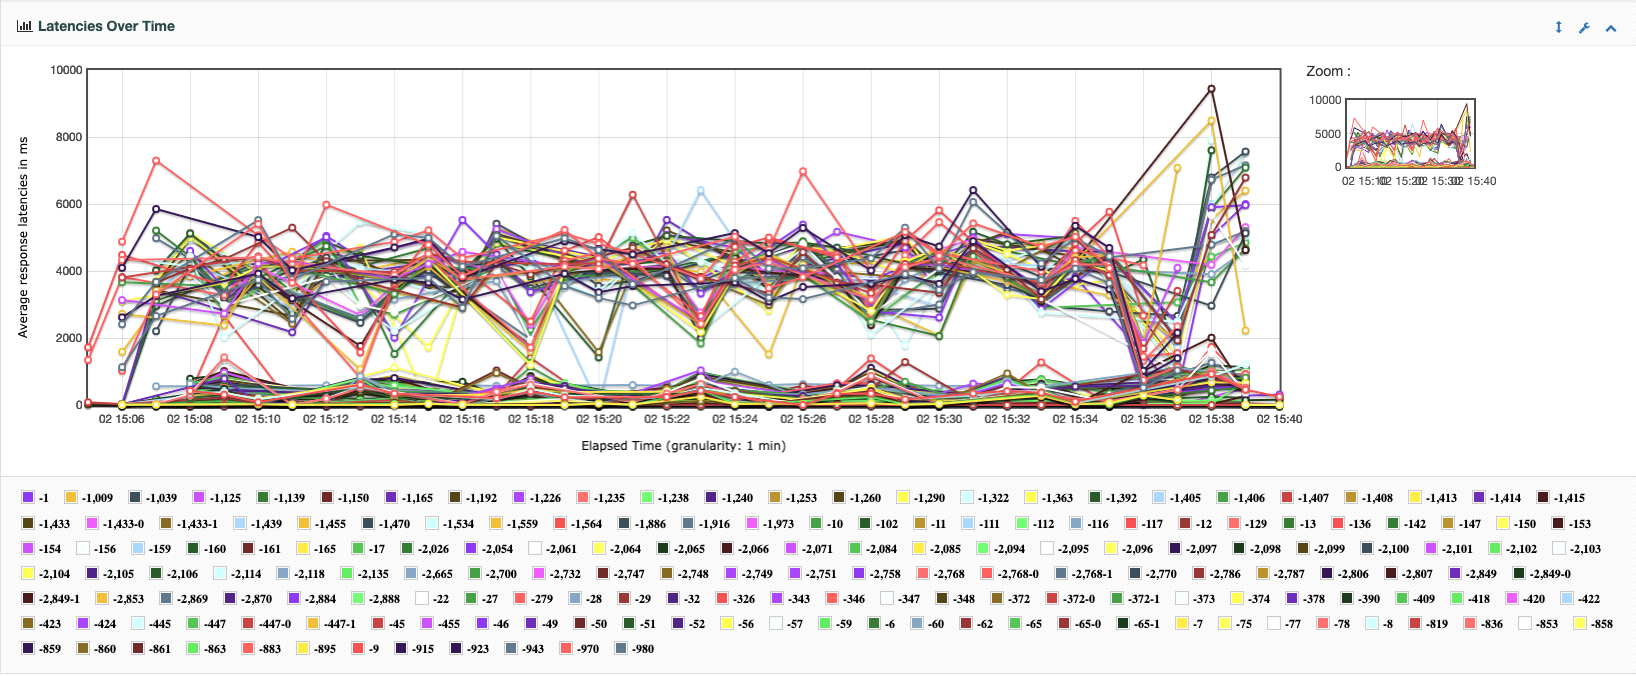 Latencies Over Time
Zoom :
10000
8000
6000
4000
2000
0
Average response latencies in ms
02 15:06 02 15:08 02 15:10 02 15:12 02 15:14 02 15:16 02 15:18 02 15:20 02 15:22 02 15:24 02 15:26 02 15:28 02 15:30 02 15:32 02 15:34 02 15:36 02 15:38 02 15:40
Elapsed Time (granularity: 1 min)
10000
5000
0
02 15:40
-1 -1,009 -1,039 -1,125 -1,139 -1,150 -1,165 -1,192 -1,226 -1,235 -1,238 -1,240 -1,253 -1,260 -1,290 -1,322 -1,363 -1,392 -1,405 -1,406 -1,407 -1,408 -1,413 -1,414 -1,415
-1,433 -1,433-0 -1,433-1 -1,439 -1,455 -1,470 -1,534 -1,559 -1,564 -1,886 -1,916 -1,973 -10 -102 -11 -111 -112 -116 -117 -12 -129 -13 -136 -142 -147 -150 -153
-154 -156 -159 -160 -161 -165 -17 -2,026 -2,054 -2,061 -2,064 -2,065 -2,066 -2,071 -2,084 -2,085 -2,094 -2,095 -2,096 -2,097 -2,098 -2,099 -2,100 -2,101 -2,102 -2,103
-2,104 -2,105 -2,106 -2,114 -2,118 -2,135 -2,665 -2,700 -2,732 -2,747 -2,748 -2,749 -2,751 -2,758 -2,768 -2,768-0 -2,768-1 -2,770 -2,786 -2,787 -2,806 -2,807 -2,849 -2,849-0
-2,849-1 -2,853 -2,869 -2,870 -2,884 -2,888 -22 -27 -279 -28 -29 -32 -326 -343 -346 -347 -348 -372 -372-0 -372-1 -373 -374 -378 -390 -409 -418 -420 -422
-423 -424 -445 -447 -447-0 -447-1 -45 -455 -46 -49 -50 -51 -52 -56 -57 -59 -6 -60 -62 -65 -65-0 -65-1 -7 -75 -77 -78 -8 -819 -836 -853 -858
-859 -860 -861 -863 -883 -895 -9 -915 -923 -943 -970 -980